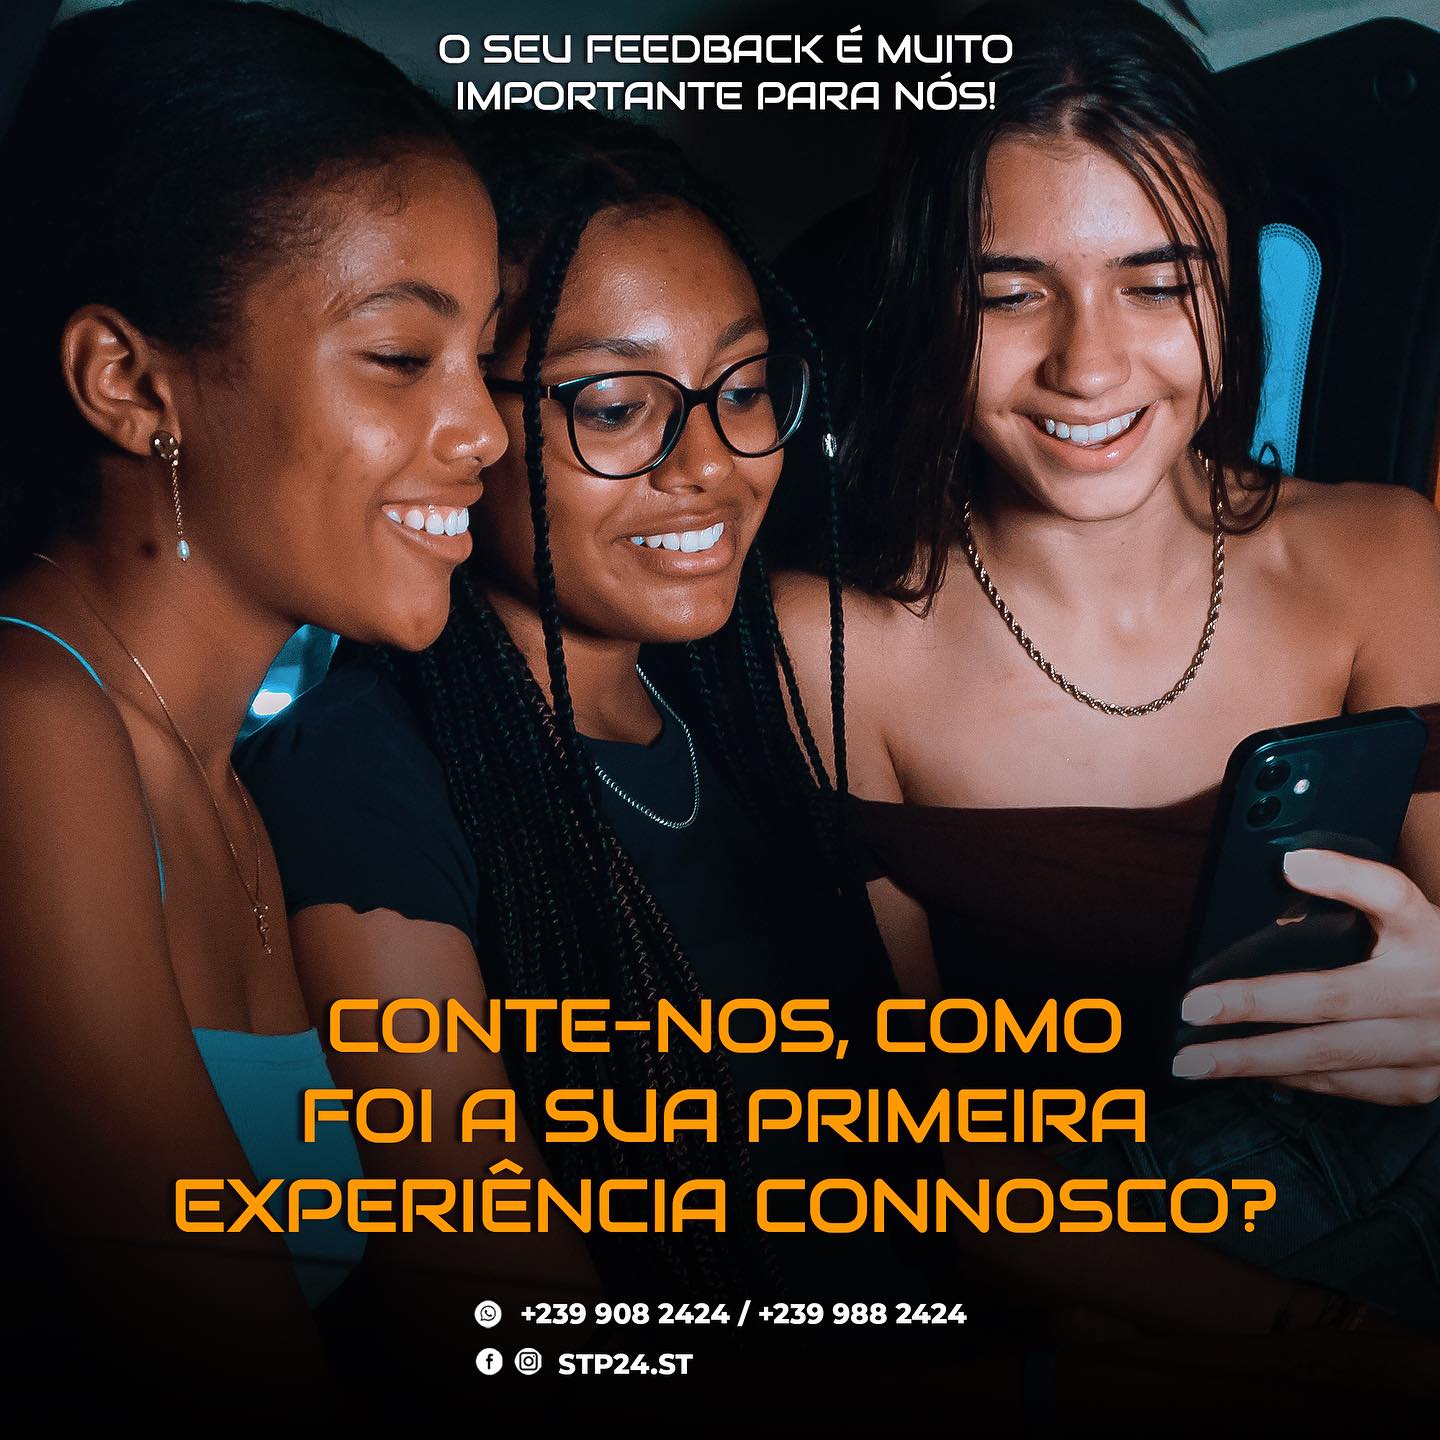 O SEU FEEDBACK É MUITO
IMPORTANTE PARA NÓS!
CONTE-NOS, COMO
FOI A SUA PRIMEIRA
EXPERIÊNCIA CONNOSCO?
+239 908 2424 / +239 988 2424
STP24.ST